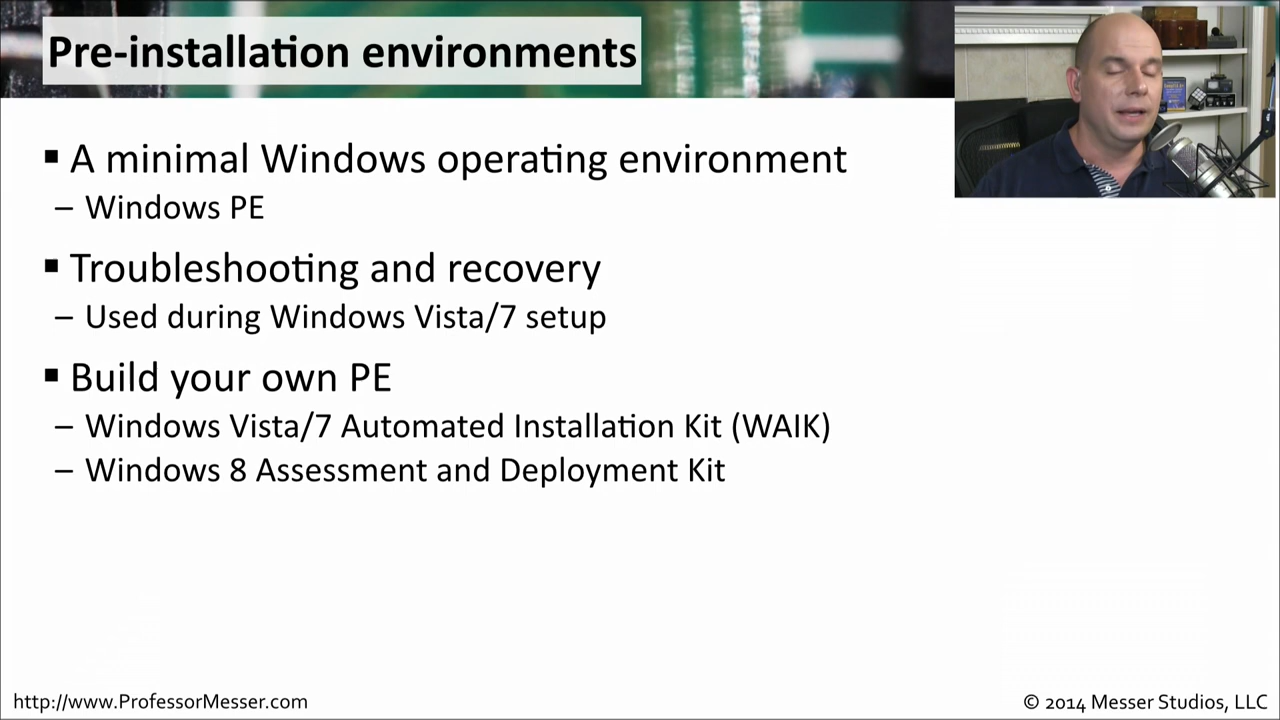 Pre-installation environments
▪ A minimal Windows operating environment
– Windows PE
▪ Troubleshooting and recovery
– Used during Windows Vista/7 setup
▪ Build your own PE
– Windows Vista/7 Automated Installation Kit (WAIK)
– Windows 8 Assessment and Deployment Kit
http://www.ProfessorMesser.com
© 2014 Messer Studios, LLC